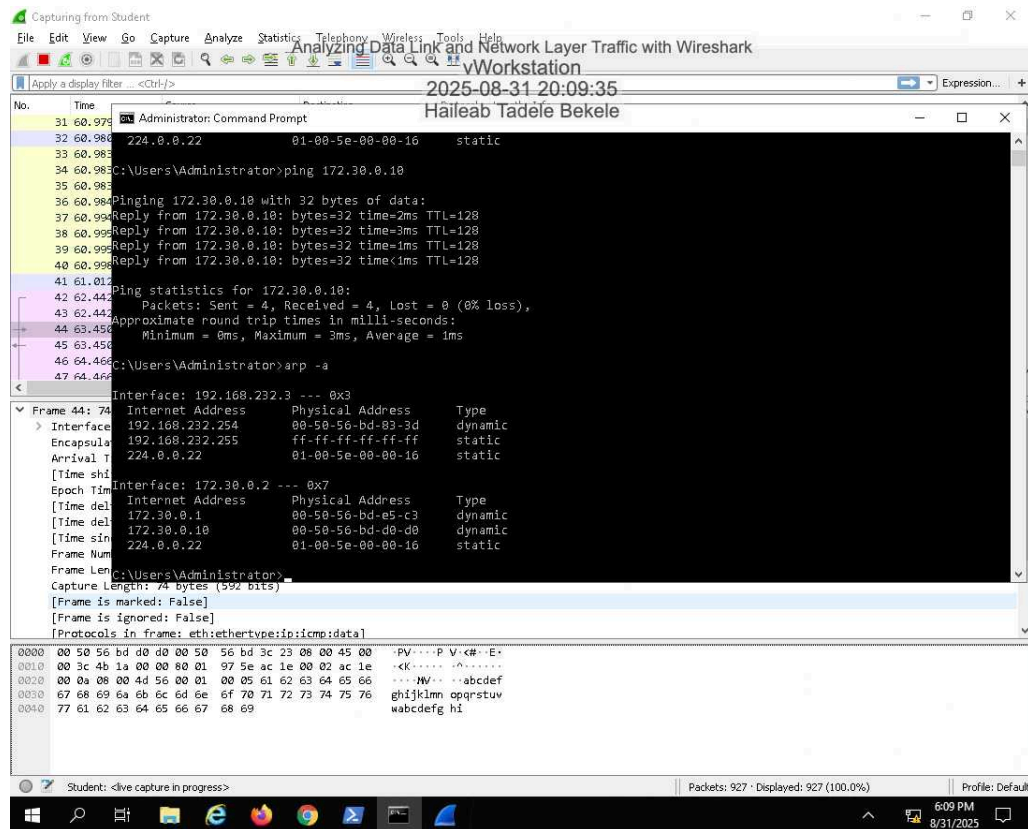 Capturing from Student
File Edit View Go Capture Analyze Statistics Telephony Wireless Tools Help
Analyzing Data Link and Network Layer Traffic with Wireshark
vWorkstation
Apply a display filter ... <Ctrl-/>
Expression... +
2025-08-31 20:09:35
Haileab Tadele Bekele
No. Time
31 60.979
32 60.980
33 60.983
34 60.983
35 60.983
36 60.984
37 60.994
38 60.995
39 60.995
40 60.998
41 61.012
42 62.442
43 62.442
44 63.450
45 63.450
46 64.466
47 64.466
Administrator: Command Prompt
224.0.0.22 01-00-5e-00-00-16 static
C:\Users\Administrator>ping 172.30.0.10
Pinging 172.30.0.10 with 32 bytes of data:
Reply from 172.30.0.10: bytes=32 time=2ms TTL=128
Reply from 172.30.0.10: bytes=32 time=3ms TTL=128
Reply from 172.30.0.10: bytes=32 time=1ms TTL=128
Reply from 172.30.0.10: bytes=32 time<1ms TTL=128
Ping statistics for 172.30.0.10:
Packets: Sent = 4, Received = 4, Lost = 0 (0% loss),
Approximate round trip times in milli-seconds:
Minimum = 0ms, Maximum = 3ms, Average = 1ms
C:\Users\Administrator>arp -a
Interface: 192.168.232.3 --- 0x3
Internet Address Physical Address Type
192.168.232.254 00-50-56-bd-83-3d dynamic
192.168.232.255 ff-ff-ff-ff-ff-ff static
224.0.0.22 01-00-5e-00-00-16 static
Interface: 172.30.0.2 --- 0x7
Internet Address Physical Address Type
172.30.0.1 00-50-56-bd-e5-c3 dynamic
172.30.0.10 00-50-56-bd-d0-d0 dynamic
224.0.0.22 01-00-5e-00-00-16 static
C:\Users\Administrator>
Frame 44: 74
Interface
Encapsula
Arrival T
[Time shi
Epoch Tim
[Time del
[Time del
[Time sin
Frame Num
Frame Len
Capture Length: 74 bytes (592 bits)
[Frame is marked: False]
[Frame is ignored: False]
[Protocols in frame: eth:ethertype:ip:icmp:data]
0000 00 50 56 bd d0 d0 00 50 56 bd 3c 23 08 00 45 00 ·PV····P V·<#··E·
0010 00 3c 4b 1a 00 00 80 01 97 5e ac 1e 00 02 ac 1e ·<K····· ·^······
0020 00 0a 08 00 4d 56 00 01 00 05 61 62 63 64 65 66 ····MV·· ··abcdef
0030 67 68 69 6a 6b 6c 6d 6e 6f 70 71 72 73 74 75 76 ghijklmn opqrstuv
0040 77 61 62 63 64 65 66 67 68 69 wabcdefg hi
Student: <live capture in progress> Packets: 927 · Displayed: 927 (100.0%) Profile: Default
6:09 PM
8/31/2025